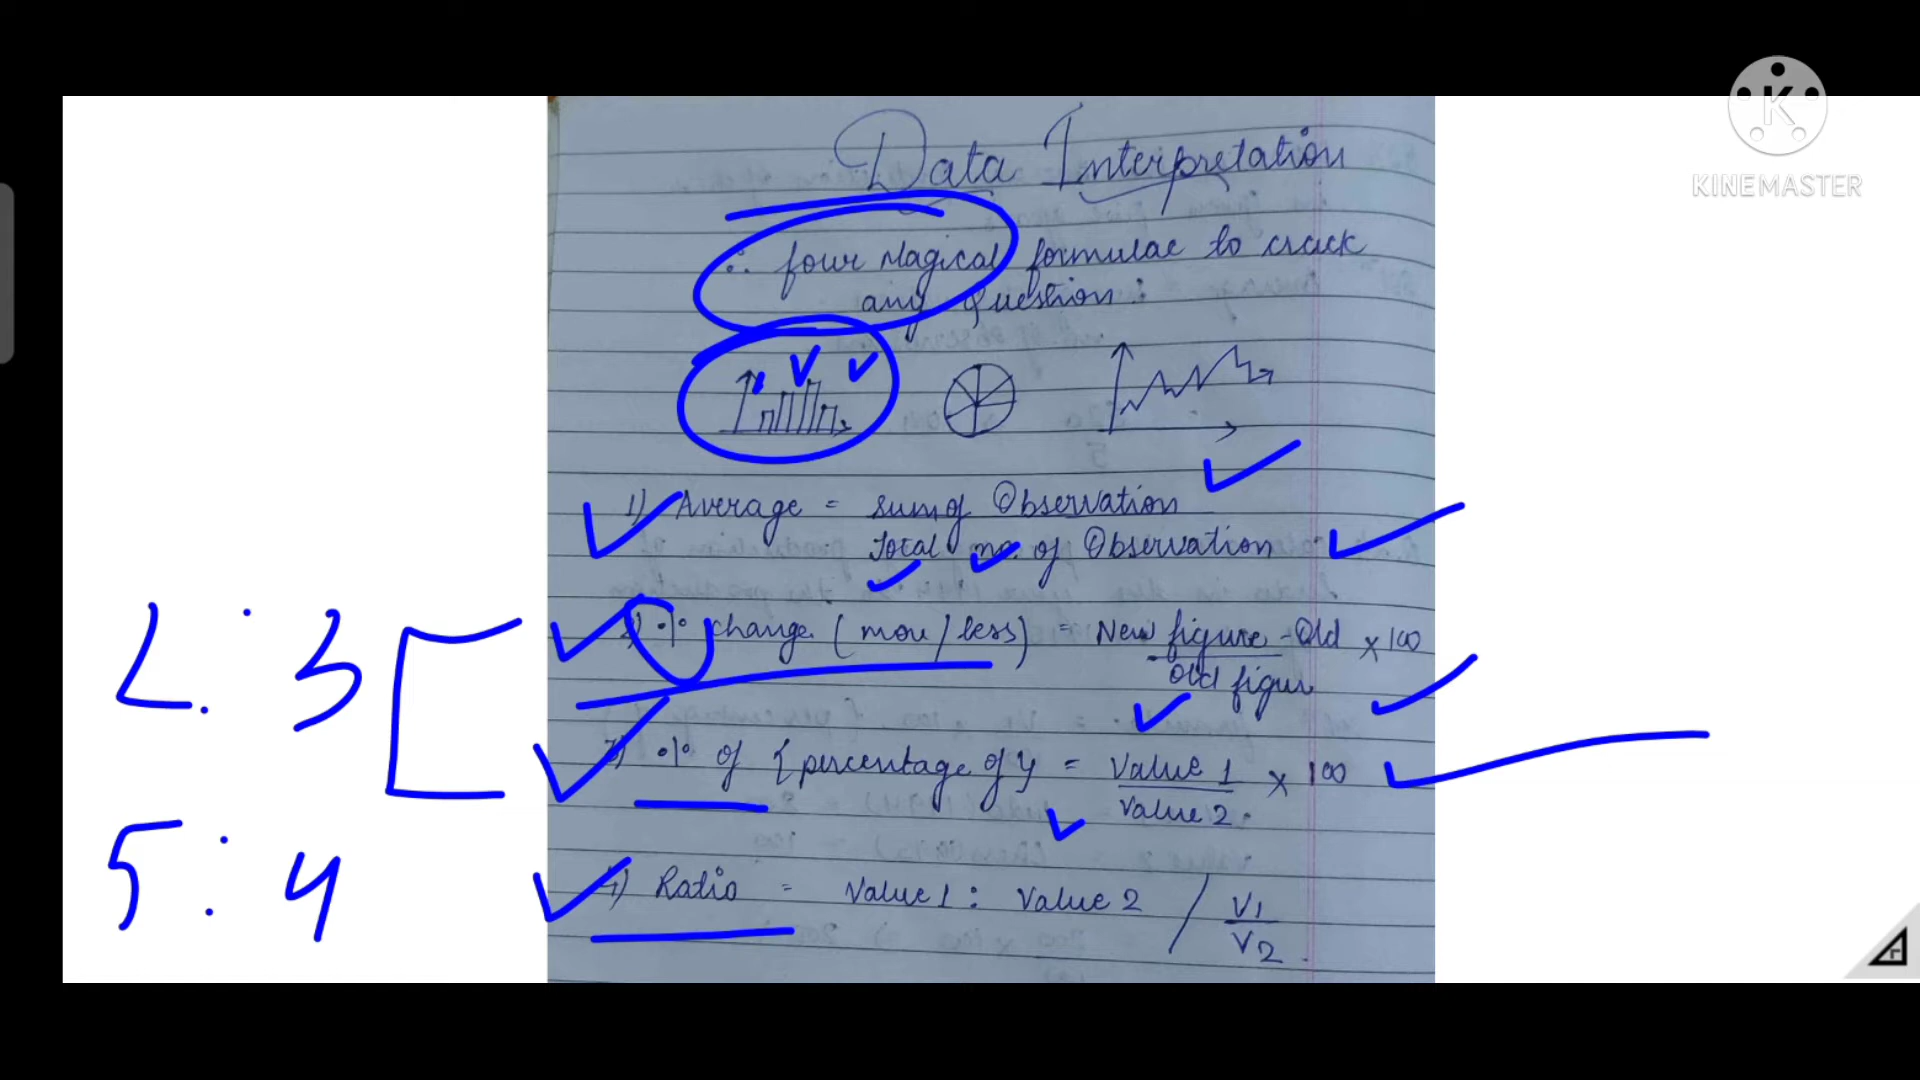 Data Interpretation
∴ four Magical formulae to crack
any Question :
1) Average = sum of Observation
Total no. of Observation
2) % change (more/less) = New figure - Old × 100
Old figur
3) % of {percentage of} = Value 1 × 100
Value 2
4) Ratio = Value 1 : Value 2 / V1
V2
2 : 3
5 : 4
K
KINEMASTER